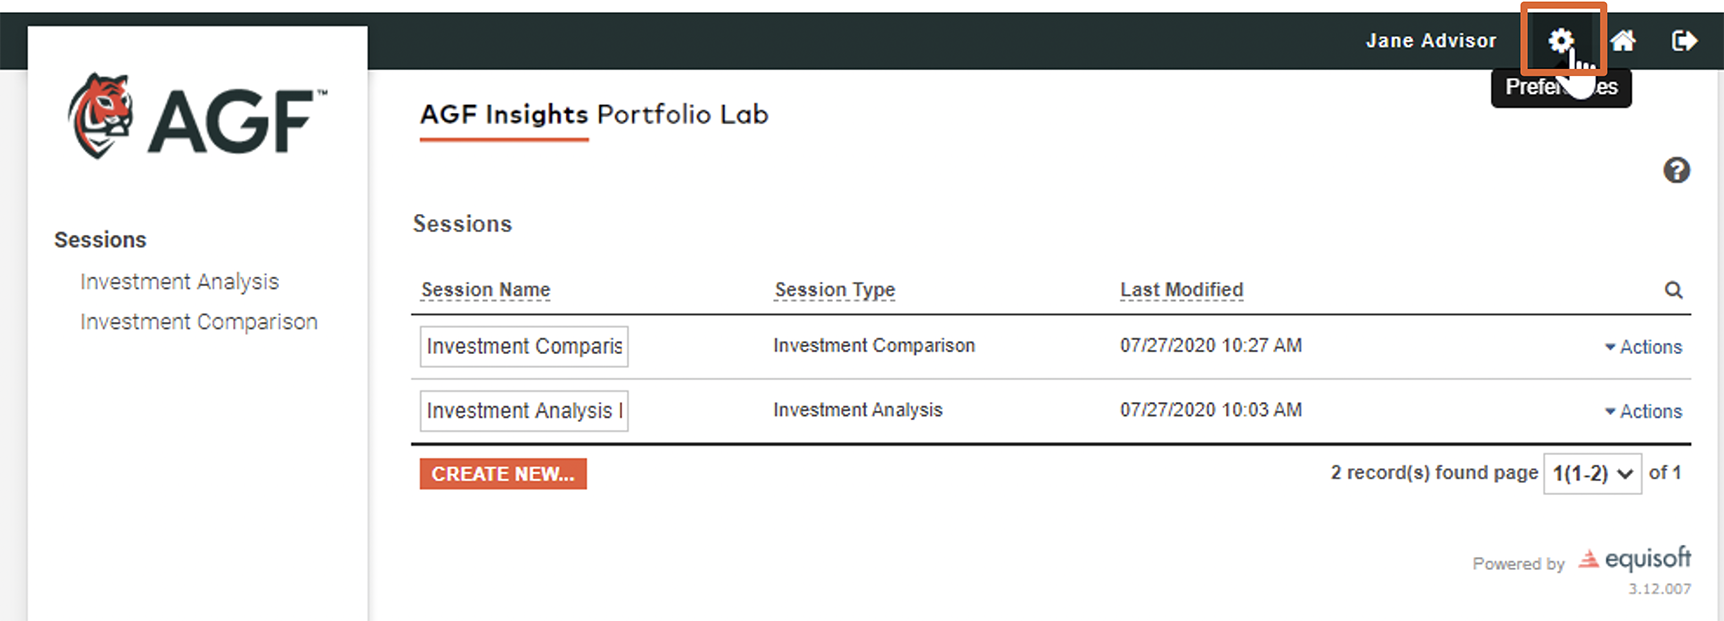 Jane Advisor
AGF™
AGF Insights Portfolio Lab
Sessions
Investment Analysis
Investment Comparison
Sessions
Session Name Session Type Last Modified
Investment Comparis Investment Comparison 07/27/2020 10:27 AM Actions
Investment Analysis Investment Analysis 07/27/2020 10:03 AM Actions
CREATE NEW... 2 record(s) found page 1(1-2) of 1
Powered by equisoft
3.12.007